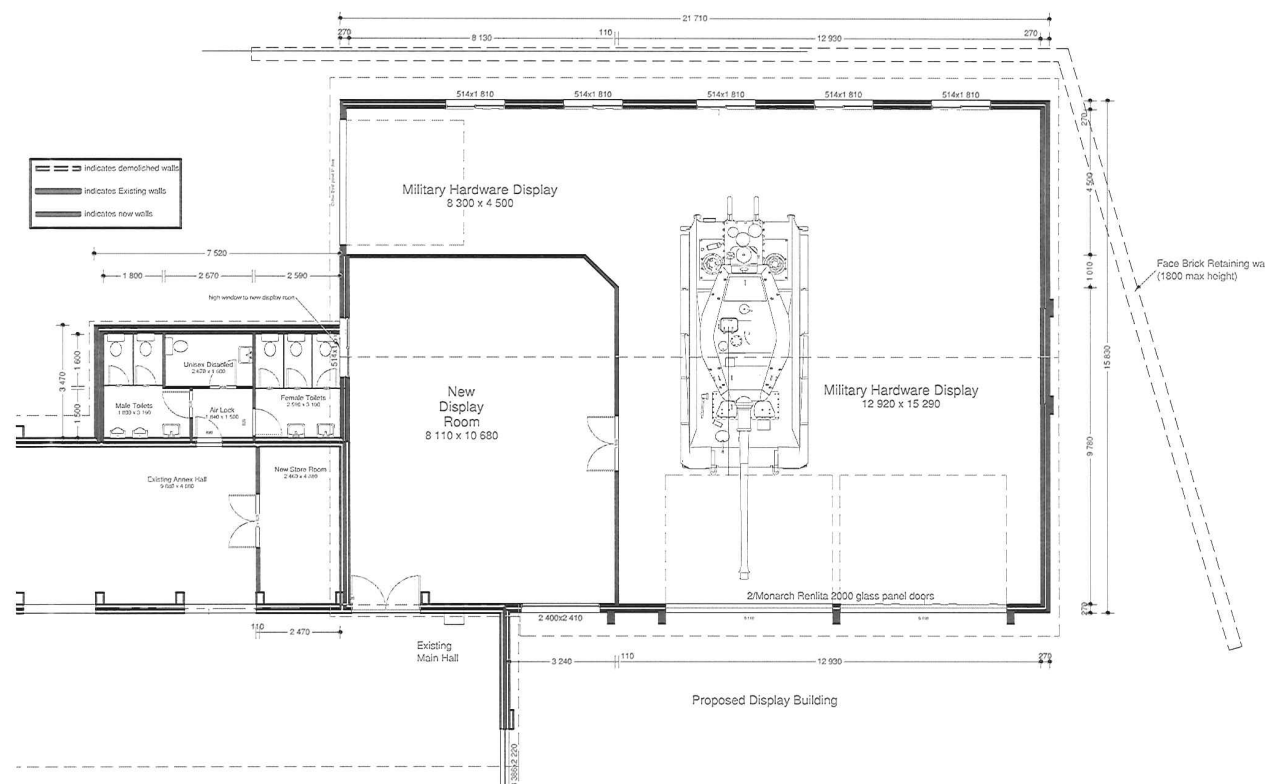 21 710
270
8 130
110
12 930
270
514x1 810
514x1 810
514x1 810
514x1 810
514x1 810
270
indicates demolished walls
indicates Existing walls
indicates new walls
Military Hardware Display
8 300 x 4 500
4 500
7 520
1 800
2 670
2 590
high window to new display room
1 010
Face Brick Retaining wa
(1800 max height)
15 830
3 470
1 600
1 500
Unisex Disabled
Male Toilets
Air Lock
Female Toilets
New
Display
Room
8 110 x 10 680
Military Hardware Display
12 920 x 15 290
9 780
Existing Annex Hall
New Store Room
2/Monarch Renlita 2000 glass panel doors
270
2 400x2 410
110
2 470
Existing
Main Hall
3 240
110
12 930
270
Proposed Display Building